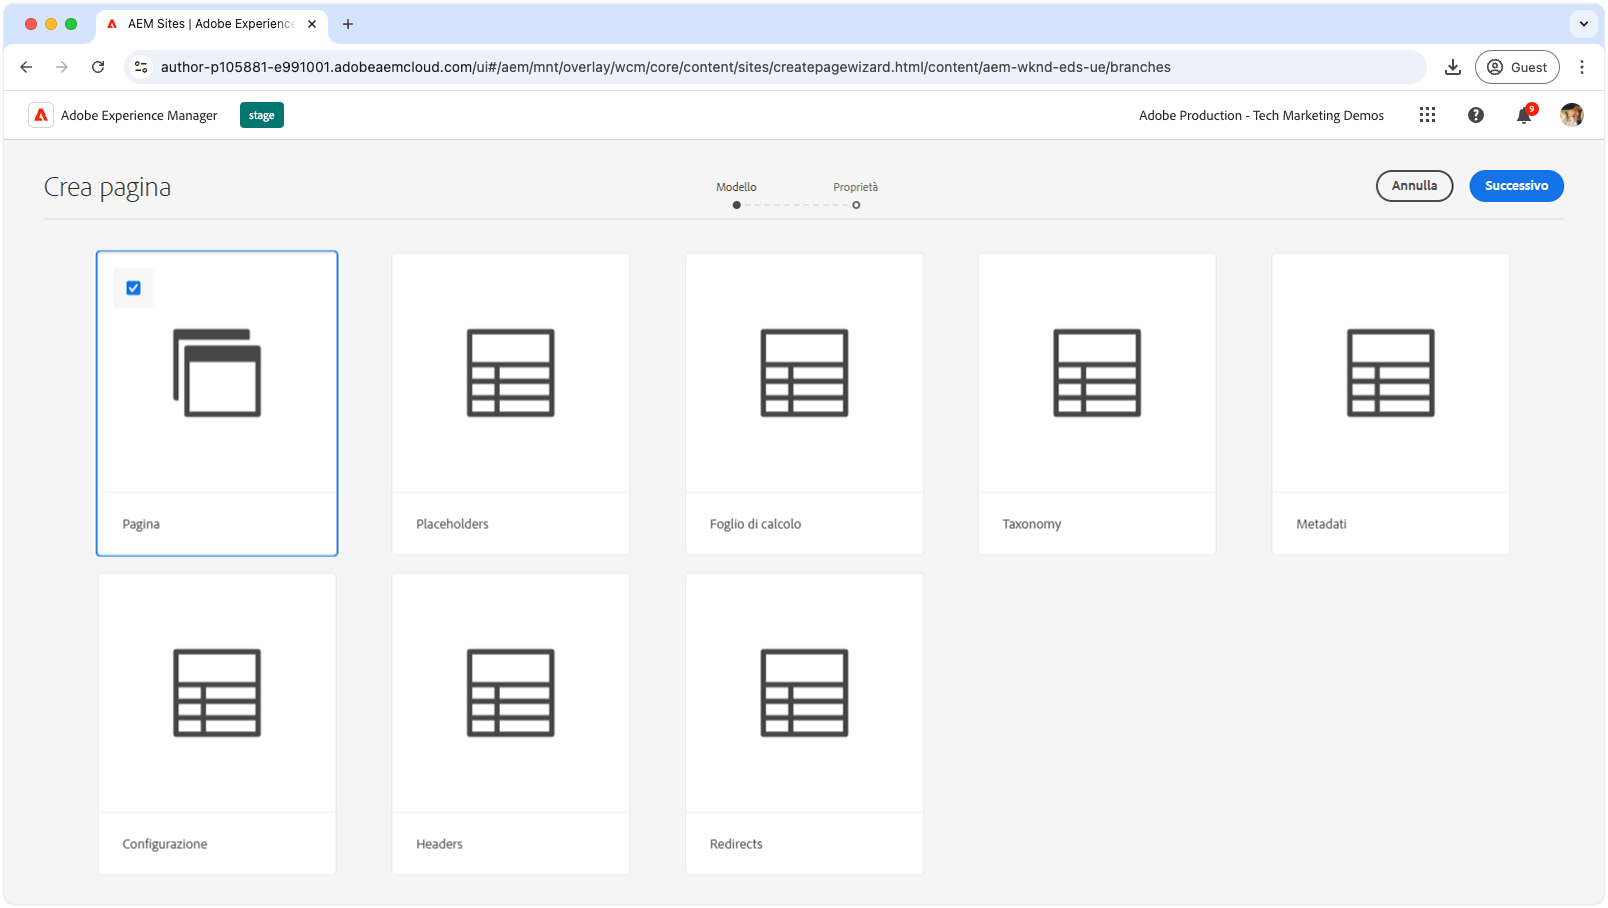 AEM Sites | Adobe Experience
author-p105881-e991001.adobeaemcloud.com/ui#/aem/mnt/overlay/wcm/core/content/sites/createpagewizard.html/content/aem-wknd-eds-ue/branches
Guest
Adobe Experience Manager
stage
Adobe Production - Tech Marketing Demos
9
Crea pagina
Modello
Proprietà
Annulla
Successivo
Pagina
Placeholders
Foglio di calcolo
Taxonomy
Metadati
Configurazione
Headers
Redirects